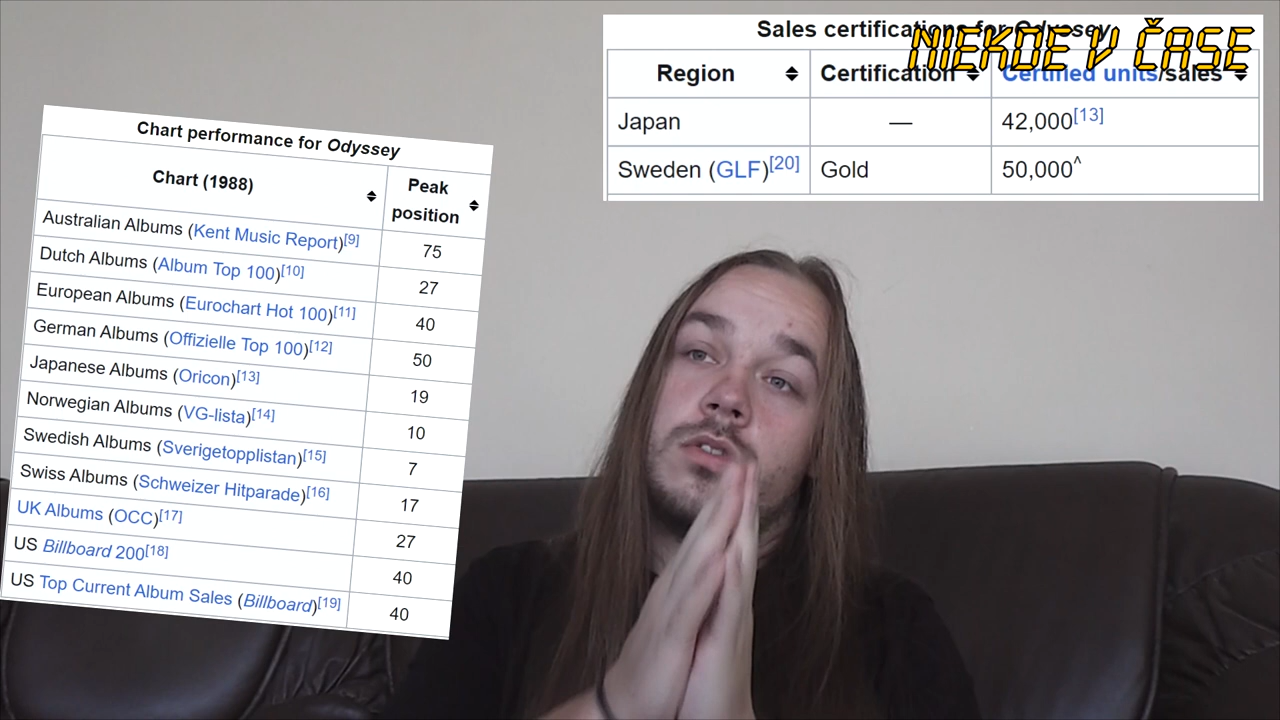 Sales certifications for Odyssey
NIEKDE V ČASE
Region Certification Certified units/sales
Japan — 42,000[13]
Sweden (GLF)[20] Gold 50,000^
Chart performance for Odyssey
Chart (1988) Peak position
Australian Albums (Kent Music Report)[9] 75
Dutch Albums (Album Top 100)[10] 27
European Albums (Eurochart Hot 100)[11] 40
German Albums (Offizielle Top 100)[12] 50
Japanese Albums (Oricon)[13] 19
Norwegian Albums (VG-lista)[14] 10
Swedish Albums (Sverigetopplistan)[15] 7
Swiss Albums (Schweizer Hitparade)[16] 17
UK Albums (OCC)[17] 27
US Billboard 200[18] 40
US Top Current Album Sales (Billboard)[19] 40